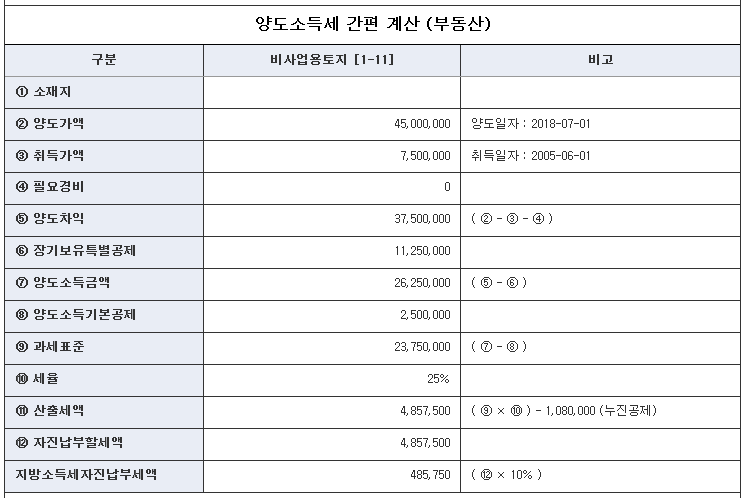 양도소득세 간편 계산 (부동산)
구분 비사업용토지 [1-11] 비고
① 소재지
② 양도가액 45,000,000 양도일자 : 2018-07-01
③ 취득가액 7,500,000 취득일자 : 2005-06-01
④ 필요경비 0
⑤ 양도차익 37,500,000 ( ② - ③ - ④ )
⑥ 장기보유특별공제 11,250,000
⑦ 양도소득금액 26,250,000 ( ⑤ - ⑥ )
⑧ 양도소득기본공제 2,500,000
⑨ 과세표준 23,750,000 ( ⑦ - ⑧ )
⑩ 세율 25%
⑪ 산출세액 4,857,500 ( ⑨ × ⑩ ) - 1,080,000 (누진공제)
⑫ 자진납부할세액 4,857,500
지방소득세자진납부세액 485,750 ( ⑫ × 10% )